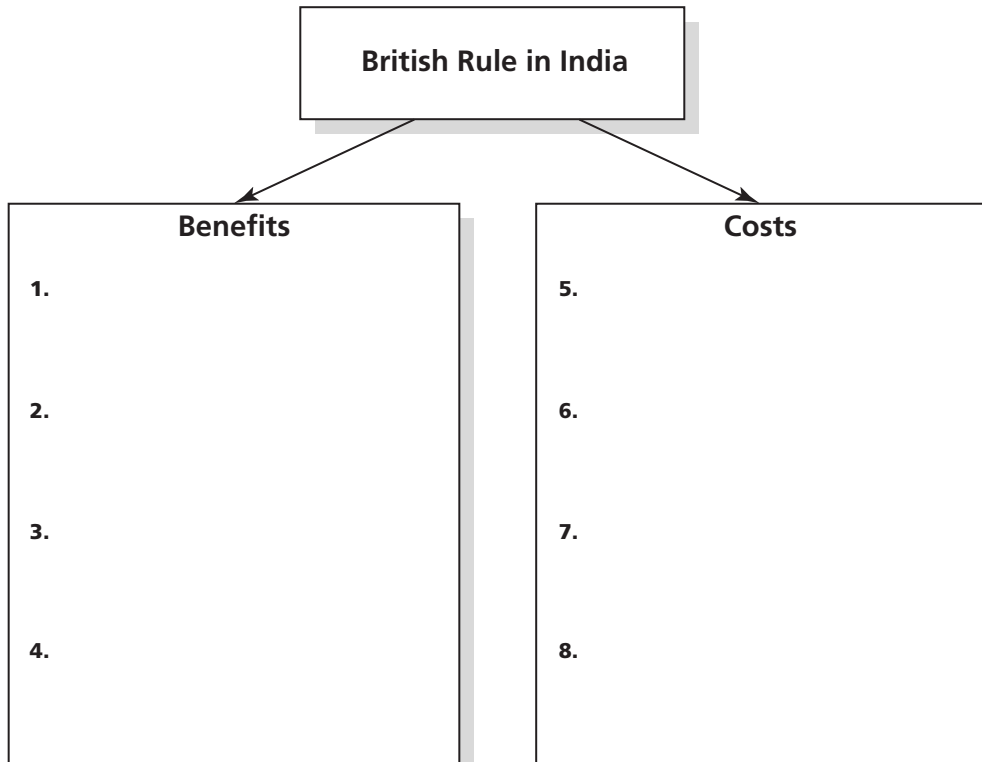 British Rule in India
Benefits
1.
2.
3.
4.
Costs
5.
6.
7.
8.